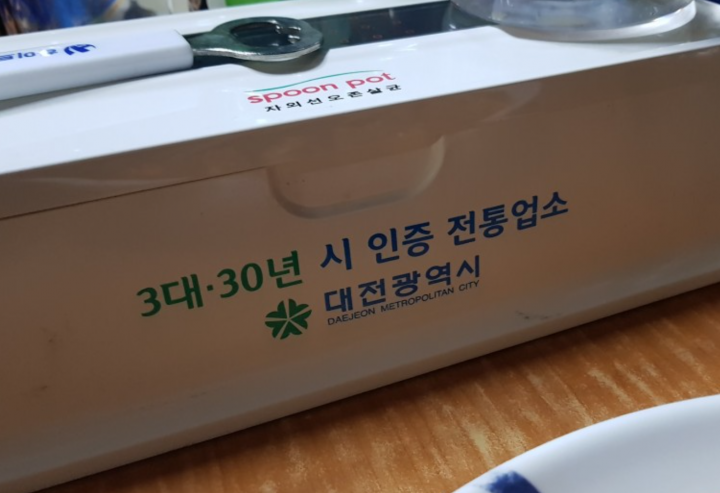 spoon pot
자외선오존살균
3대·30년 시 인증 전통업소
대전광역시
DAEJEON METROPOLITAN CITY